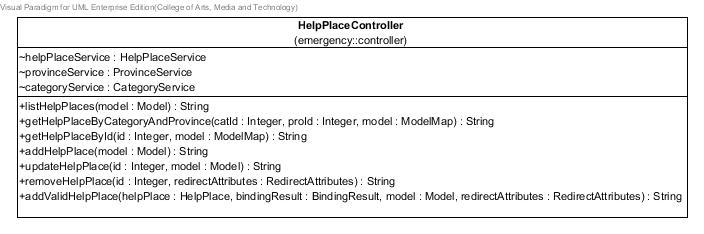 Visual Paradigm for UML Enterprise Edition(College of Arts, Media and Technology)
HelpPlaceController
(emergency::controller)
~helpPlaceService : HelpPlaceService
~provinceService : ProvinceService
~categoryService : CategoryService
+listHelpPlaces(model : Model) : String
+getHelpPlaceByCategoryAndProvince(catId : Integer, proId : Integer, model : ModelMap) : String
+getHelpPlaceById(id : Integer, model : ModelMap) : String
+addHelpPlace(model : Model) : String
+updateHelpPlace(id : Integer, model : Model) : String
+removeHelpPlace(id : Integer, redirectAttributes : RedirectAttributes) : String
+addValidHelpPlace(helpPlace : HelpPlace, bindingResult : BindingResult, model : Model, redirectAttributes : RedirectAttributes) : String